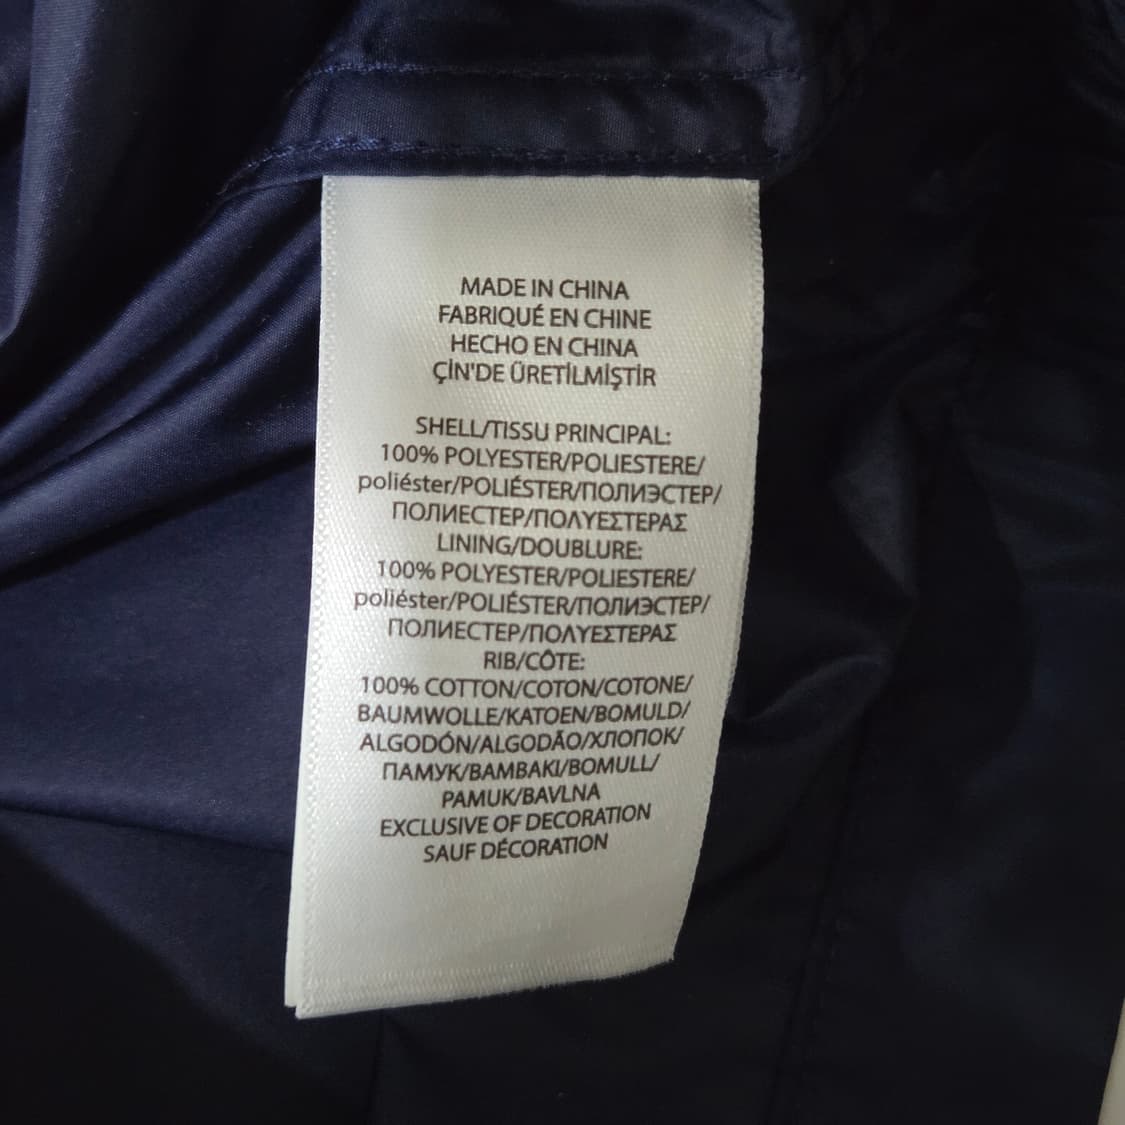 MADE IN CHINA
FABRIQUÉ EN CHINE
HECHO EN CHINA
ÇİN'DE ÜRETİLMİŞTİR
SHELL/TISSU PRINCIPAL:
100% POLYESTER/POLIESTERE/
poliéster/POLIÉSTER/ПОЛИЭСТЕР/
ПОЛИЕСТЕР/ΠΟΛΥΕΣΤΕΡΑΣ
LINING/DOUBLURE:
100% POLYESTER/POLIESTERE/
poliéster/POLIÉSTER/ПОЛИЭСТЕР/
ПОЛИЕСТЕР/ΠΟΛΥΕΣΤΕΡΑΣ
RIB/CÔTE:
100% COTTON/COTON/COTONE/
BAUMWOLLE/KATOEN/BOMULD/
ALGODÓN/ALGODÃO/ХЛОПОК/
ПАМУК/ΒΑΜΒΑΚΙ/BOMULL/
PAMUK/BAVLNA
EXCLUSIVE OF DECORATION
SAUF DÉCORATION